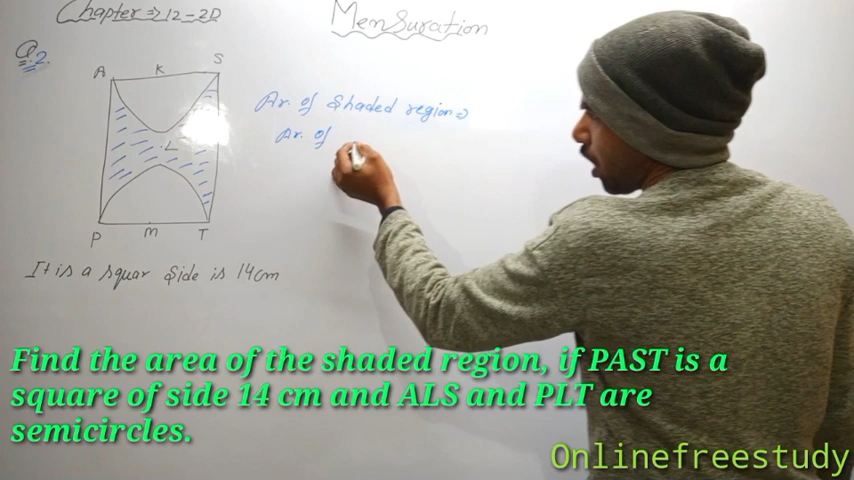 Chapter ⇒ 12-2D
Mensuration
Q.2.
A K S
Ar. of Shaded region =
Ar. of
L
P M T
It is a squar Side is 14cm
Find the area of the shaded region, if PAST is a
square of side 14 cm and ALS and PLT are
semicircles.
Onlinefreestudy